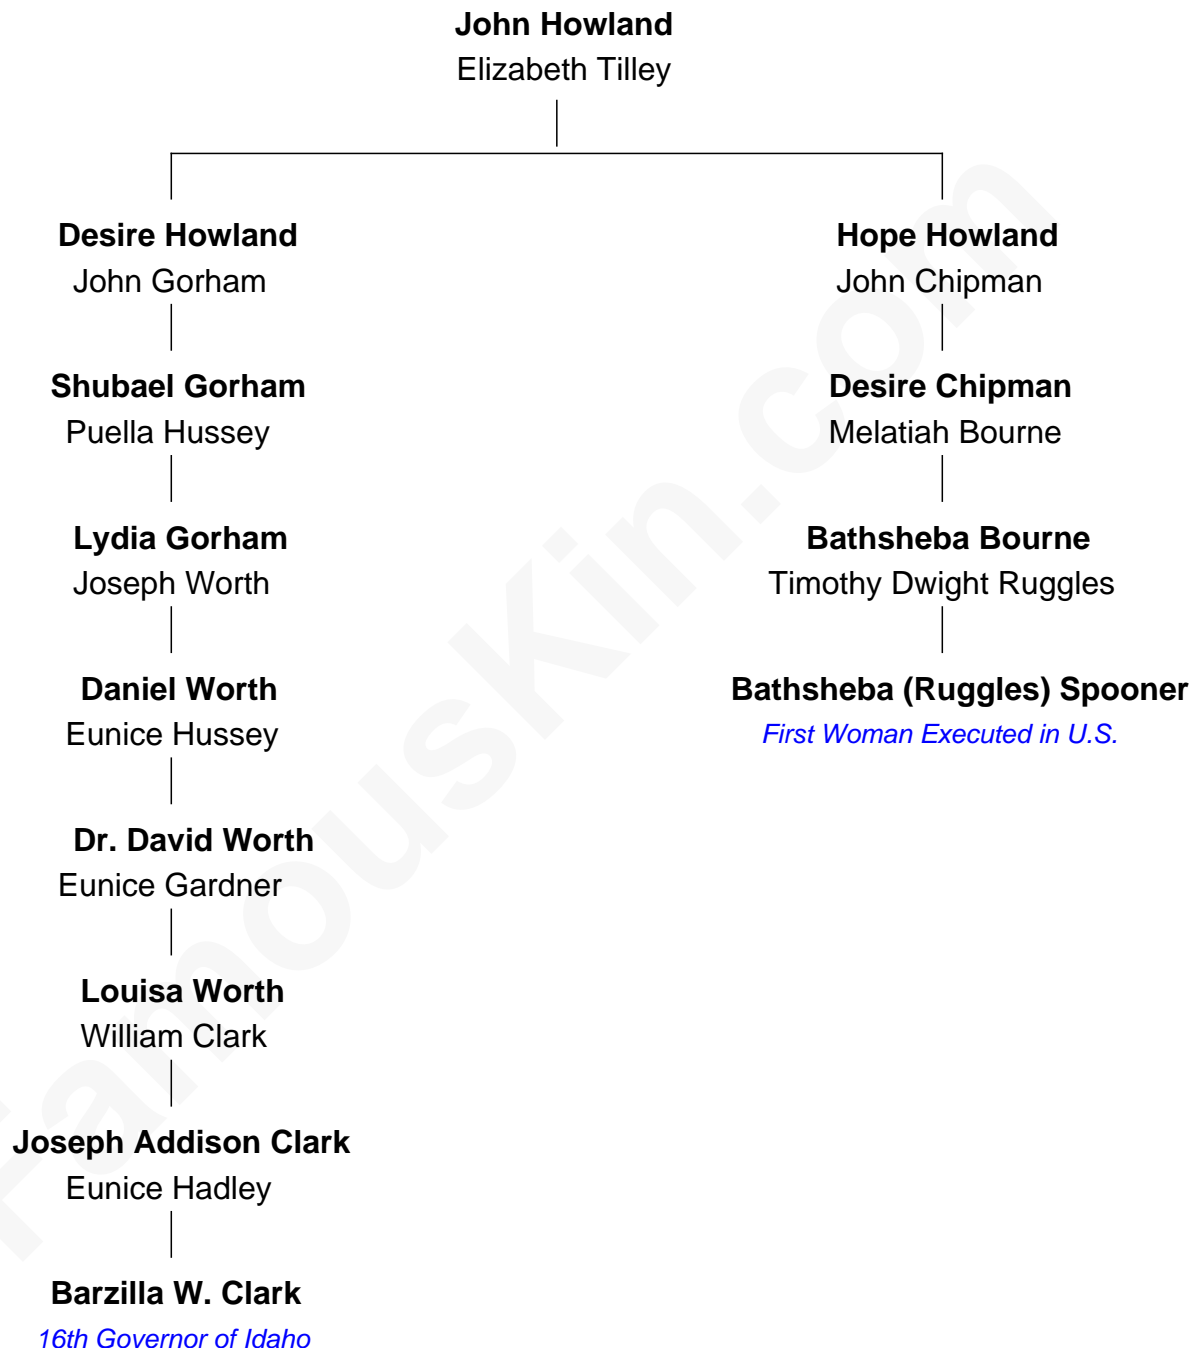 John Howland
Elizabeth Tilley
Desire Howland
John Gorham
Hope Howland
John Chipman
Shubael Gorham
Puella Hussey
Desire Chipman
Melatiah Bourne
Lydia Gorham
Joseph Worth
Bathsheba Bourne
Timothy Dwight Ruggles
Daniel Worth
Eunice Hussey
Bathsheba (Ruggles) Spooner
First Woman Executed in U.S.
Dr. David Worth
Eunice Gardner
Louisa Worth
William Clark
Joseph Addison Clark
Eunice Hadley
Barzilla W. Clark
16th Governor of Idaho
FamousKin.com